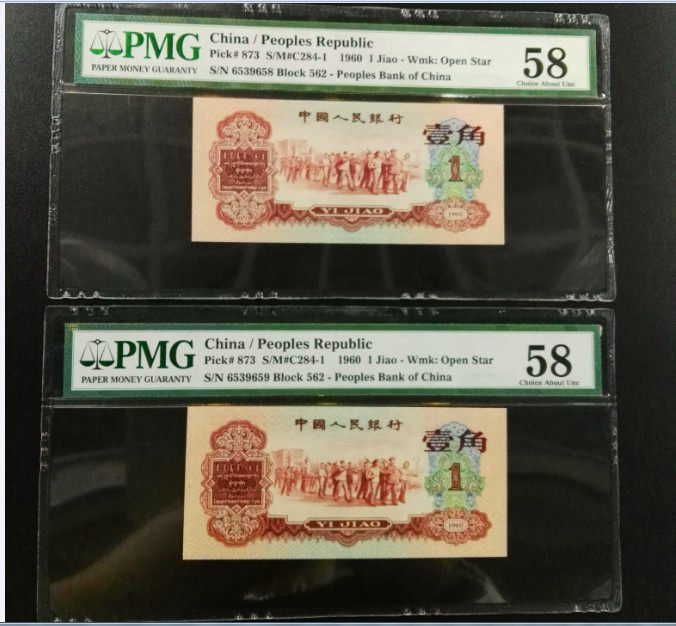 PMG
PAPER MONEY GUARANTY
China / Peoples Republic
Pick# 873 S/M#C284-1 1960 1 Jiao - Wmk: Open Star
S/N 6539658 Block 562 - Peoples Bank of China
58
Choice About Unc
中國人民銀行
壹角
1
YI JIAO
1960
PMG
PAPER MONEY GUARANTY
China / Peoples Republic
Pick# 873 S/M#C284-1 1960 1 Jiao - Wmk: Open Star
S/N 6539659 Block 562 - Peoples Bank of China
58
Choice About Unc
中國人民銀行
壹角
1
YI JIAO
1960